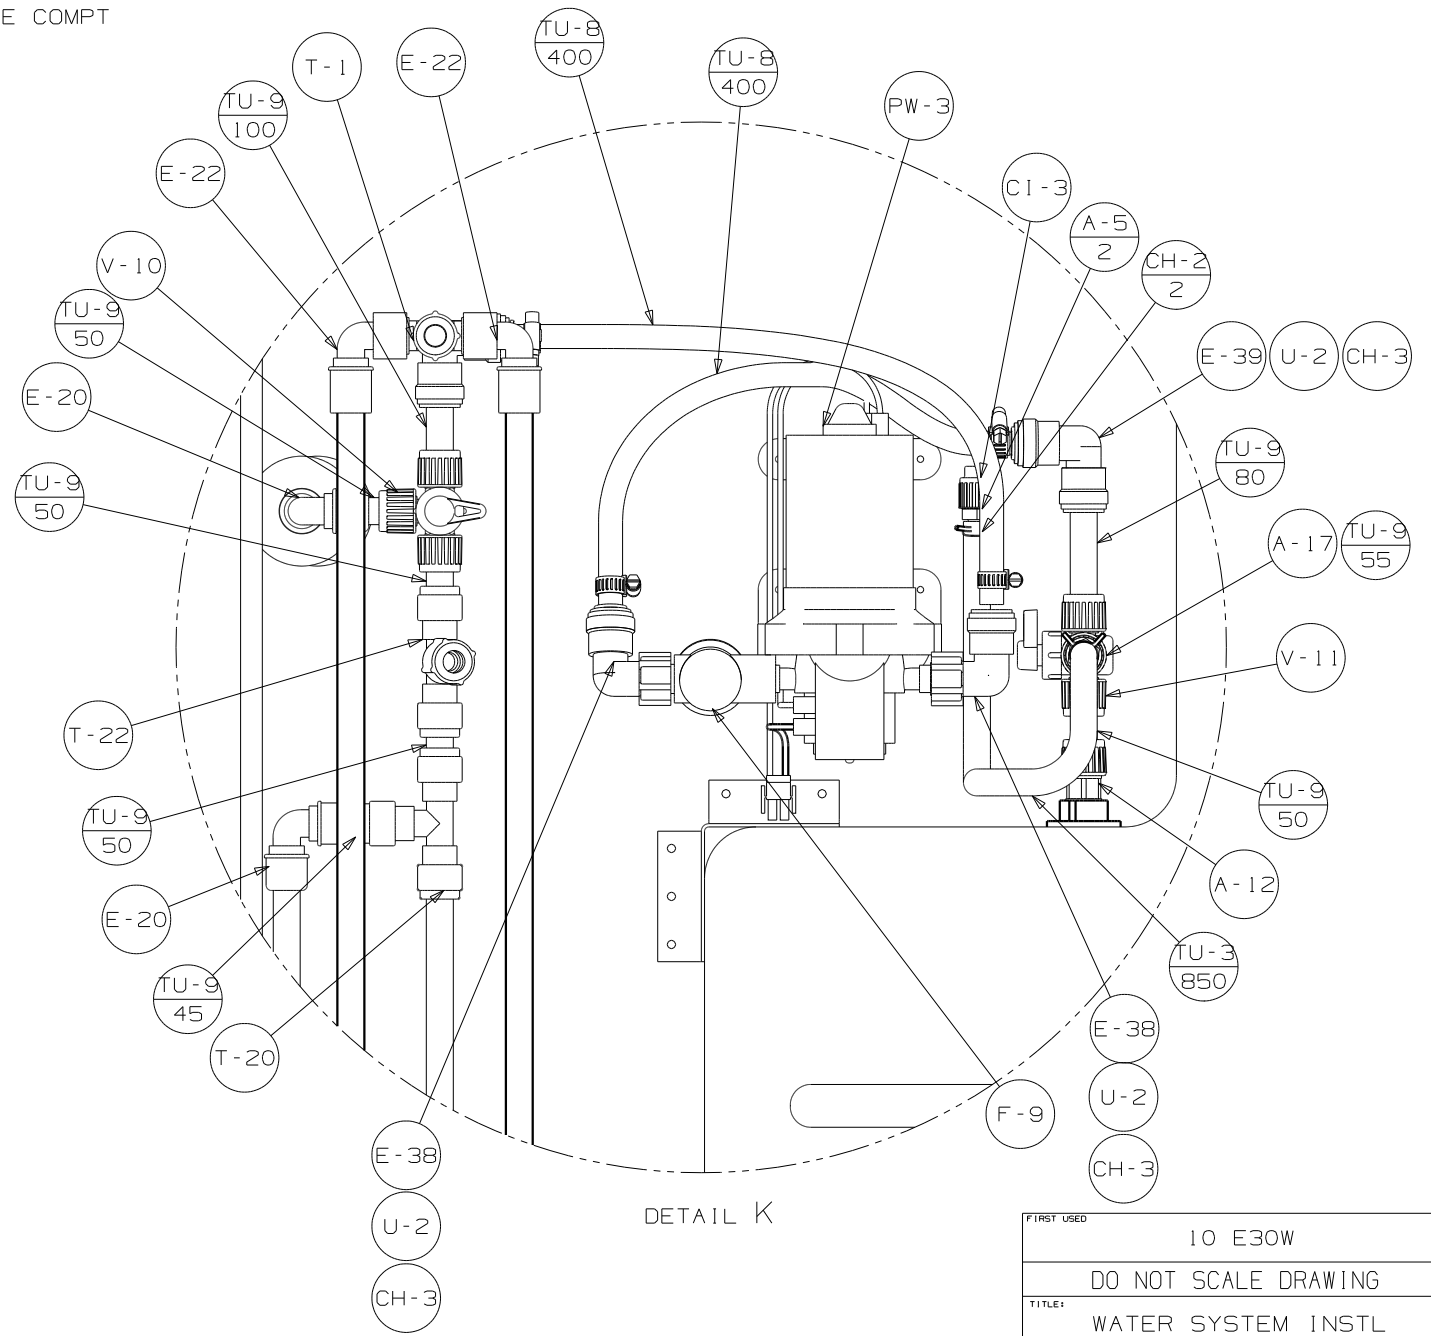 E COMPT
TU-8
400
E-22
T-1
TU-8
400
TU-9
100
PW-3
E-22
CI-3
A-5
2
V-10
CH-2
2
TU-9
50
E-39
U-2
CH-3
E-20
TU-9
80
TU-9
50
A-17
TU-9
55
V-11
T-22
TU-9
50
TU-9
50
A-12
E-20
TU-3
850
TU-9
45
E-38
T-20
U-2
F-9
E-38
CH-3
U-2
DETAIL K
CH-3
FIRST USED
10 E30W
DO NOT SCALE DRAWING
TITLE:
WATER SYSTEM INSTL